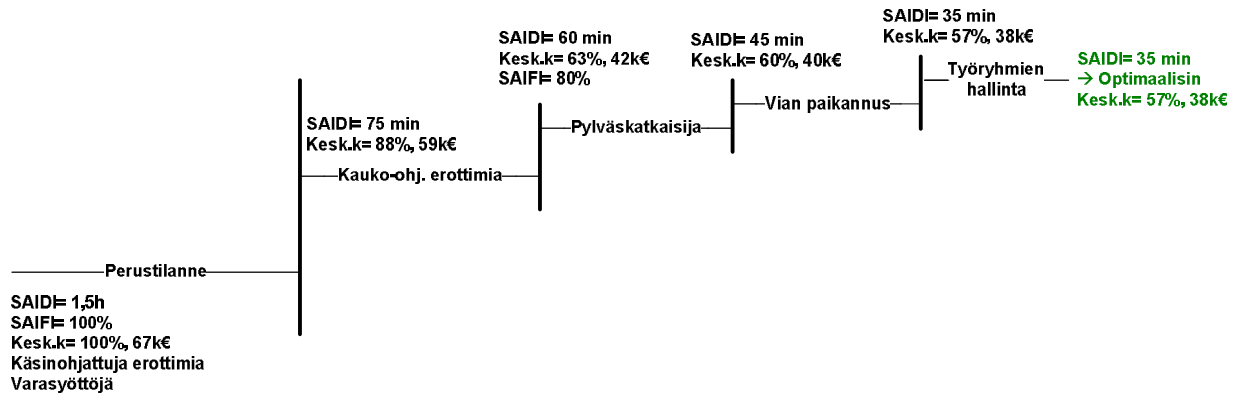 Perustilanne
SAIDI= 1,5h
SAIFI= 100%
Kesk.k= 100%, 67k€
Käsinohjattuja erottimia
Varasyöttöjä
SAIDI= 75 min
Kesk.k= 88%, 59k€
Kauko-ohj. erottimia
SAIDI= 60 min
Kesk.k= 63%, 42k€
SAIFI= 80%
Pylväskatkaisija
SAIDI= 45 min
Kesk.k= 60%, 40k€
Vian paikannus
SAIDI= 35 min
Kesk.k= 57%, 38k€
Työryhmien
hallinta
SAIDI= 35 min
→ Optimaalisin
Kesk.k= 57%, 38k€